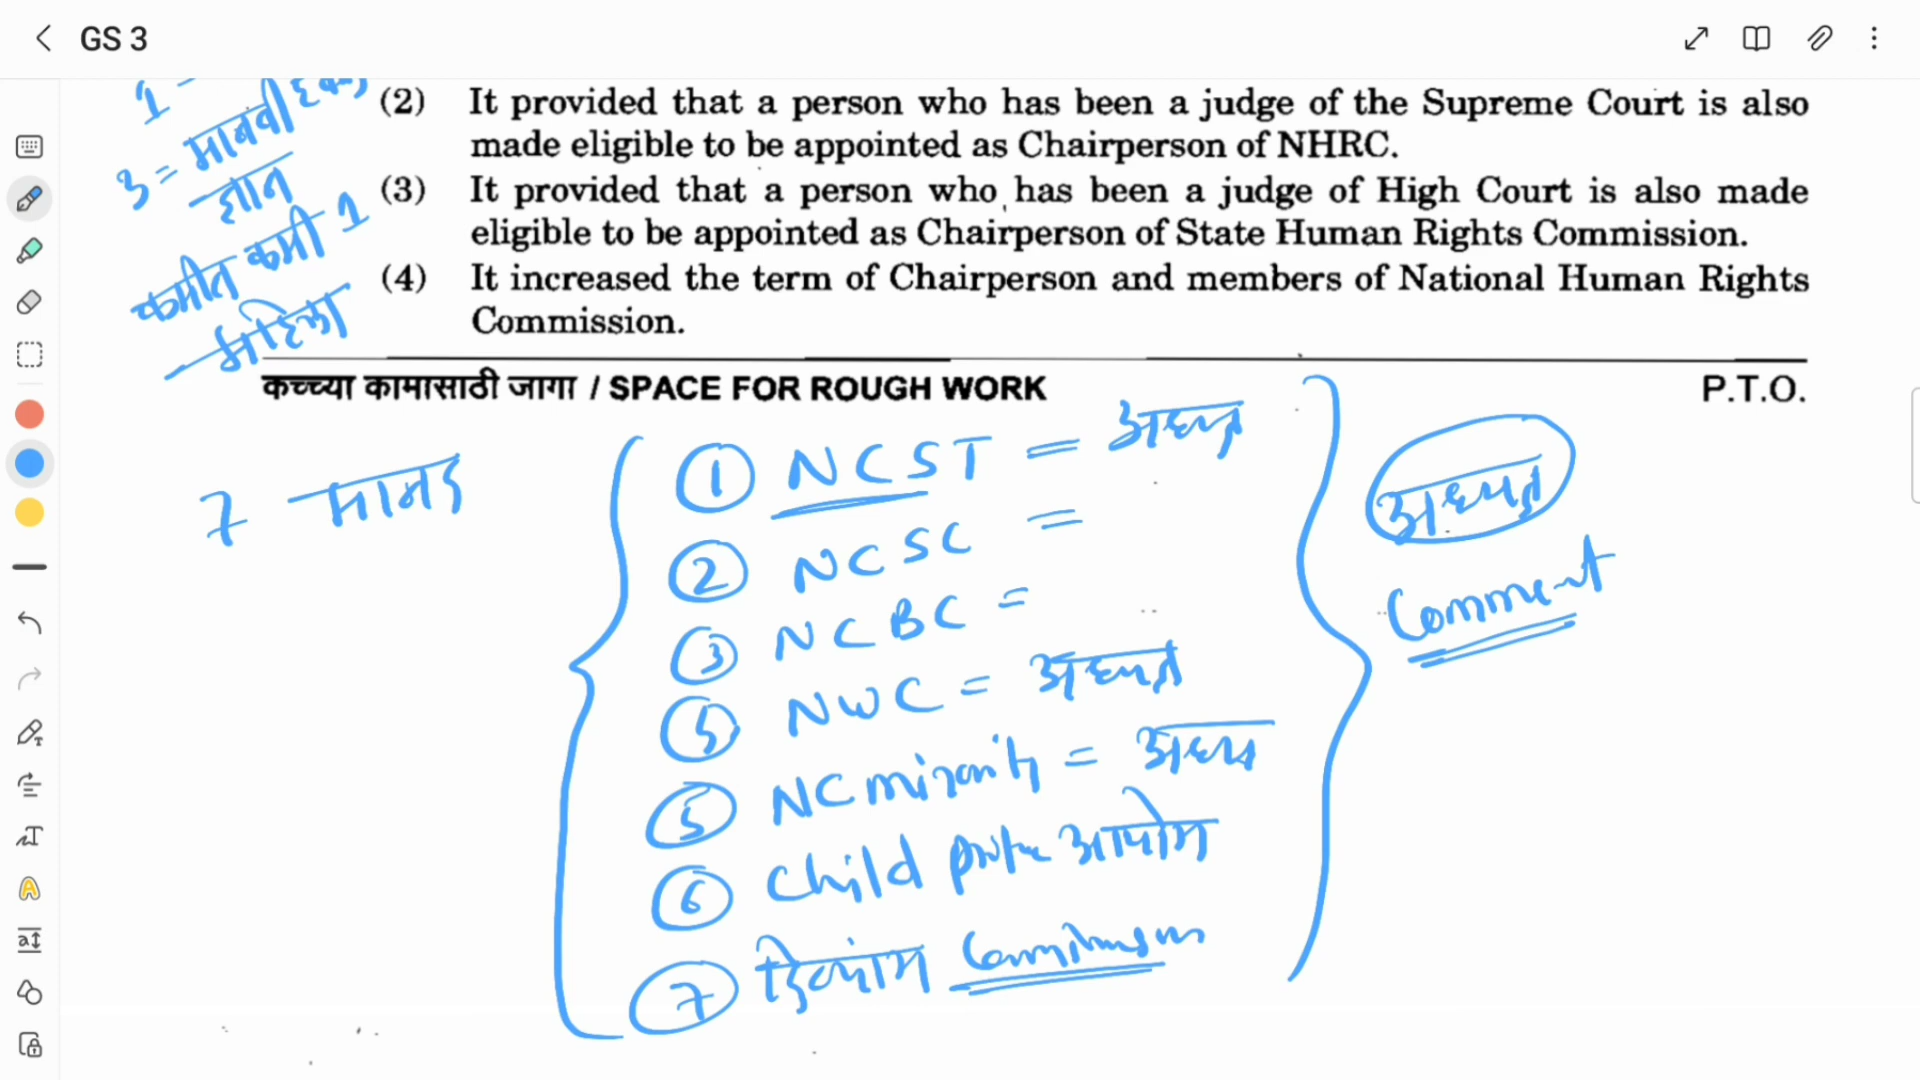 GS 3
1 -
3 = मानवी हक्क
ज्ञान
कमीत कमी 1
महिला
(2) It provided that a person who has been a judge of the Supreme Court is also
made eligible to be appointed as Chairperson of NHRC.
(3) It provided that a person who has been a judge of High Court is also made
eligible to be appointed as Chairperson of State Human Rights Commission.
(4) It increased the term of Chairperson and members of National Human Rights
Commission.
कच्च्या कामासाठी जागा / SPACE FOR ROUGH WORK P.T.O.
7
① NCST = अध्यक्ष
② NCSC =
③ NCBC =
NWC = अध्यक्ष
⑤ NC minority = अध्यक्ष
⑥ Child आयोग
⑦ दिव्यांग
अध्यक्ष
Comment